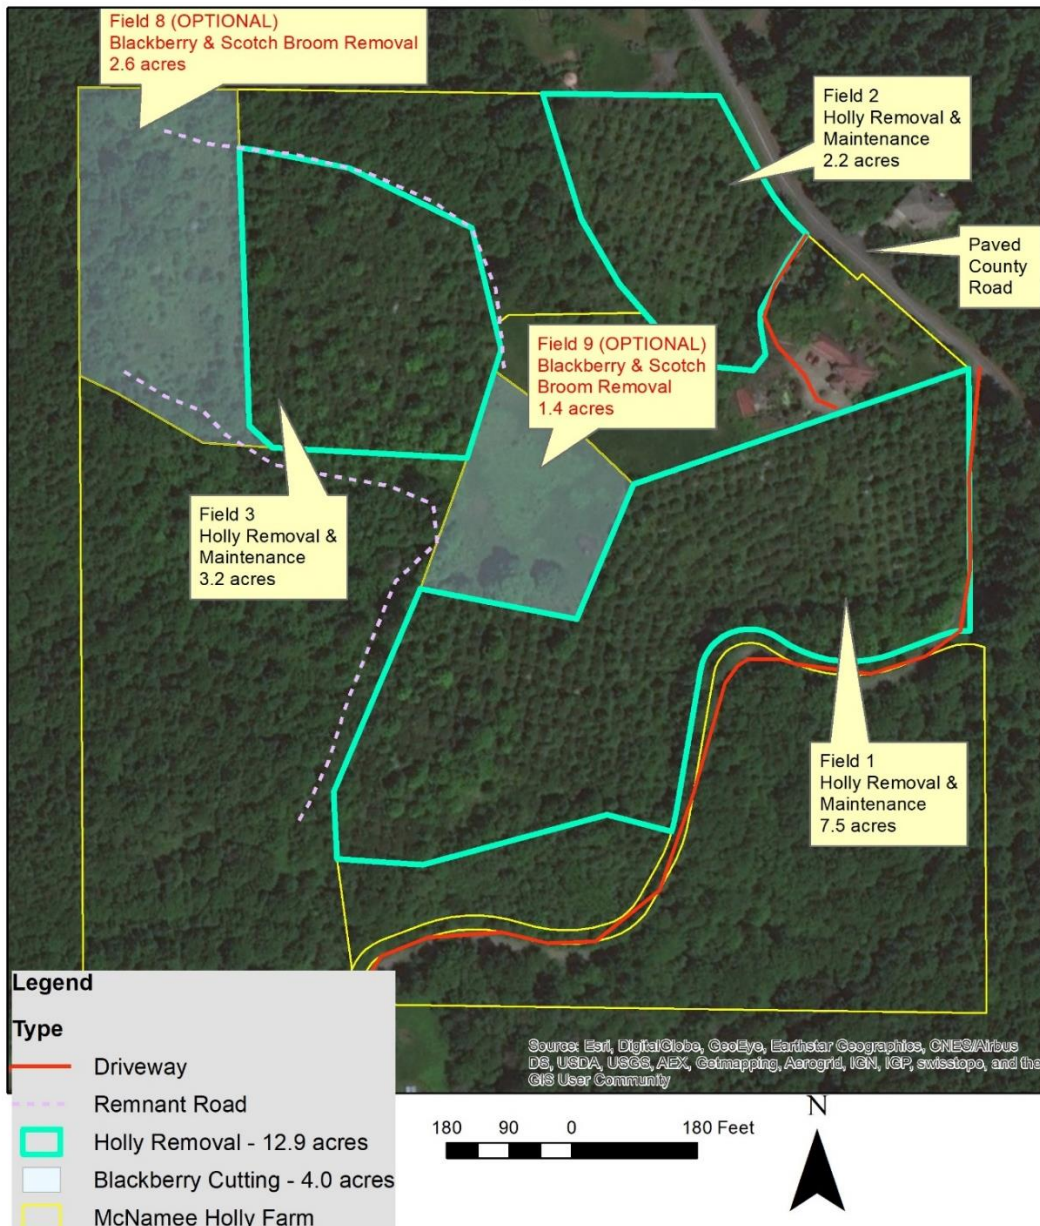 Field 8 (OPTIONAL)
Blackberry & Scotch Broom Removal
2.6 acres
Field 2
Holly Removal &
Maintenance
2.2 acres
Paved
County
Road
Field 9 (OPTIONAL)
Blackberry & Scotch
Broom Removal
1.4 acres
Field 3
Holly Removal &
Maintenance
3.2 acres
Field 1
Holly Removal &
Maintenance
7.5 acres
Source: Esri, DigitalGlobe, GeoEye, Earthstar Geographics, CNES/Airbus
DS, USDA, USGS, AEX, Getmapping, Aerogrid, IGN, IGP, swisstopo, and the
GIS User Community
Legend
Type
Driveway
Remnant Road
Holly Removal - 12.9 acres
Blackberry Cutting - 4.0 acres
McNamee Holly Farm
180 90 0 180 Feet
N